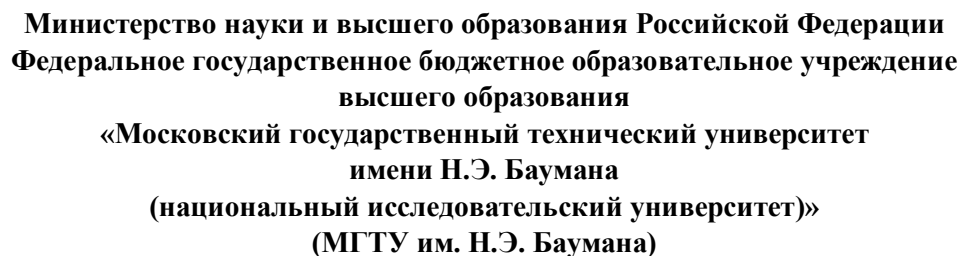 Министерство науки и высшего образования Российской Федерации
Федеральное государственное бюджетное образовательное учреждение
высшего образования
«Московский государственный технический университет
имени Н.Э. Баумана
(национальный исследовательский университет)»
(МГТУ им. Н.Э. Баумана)